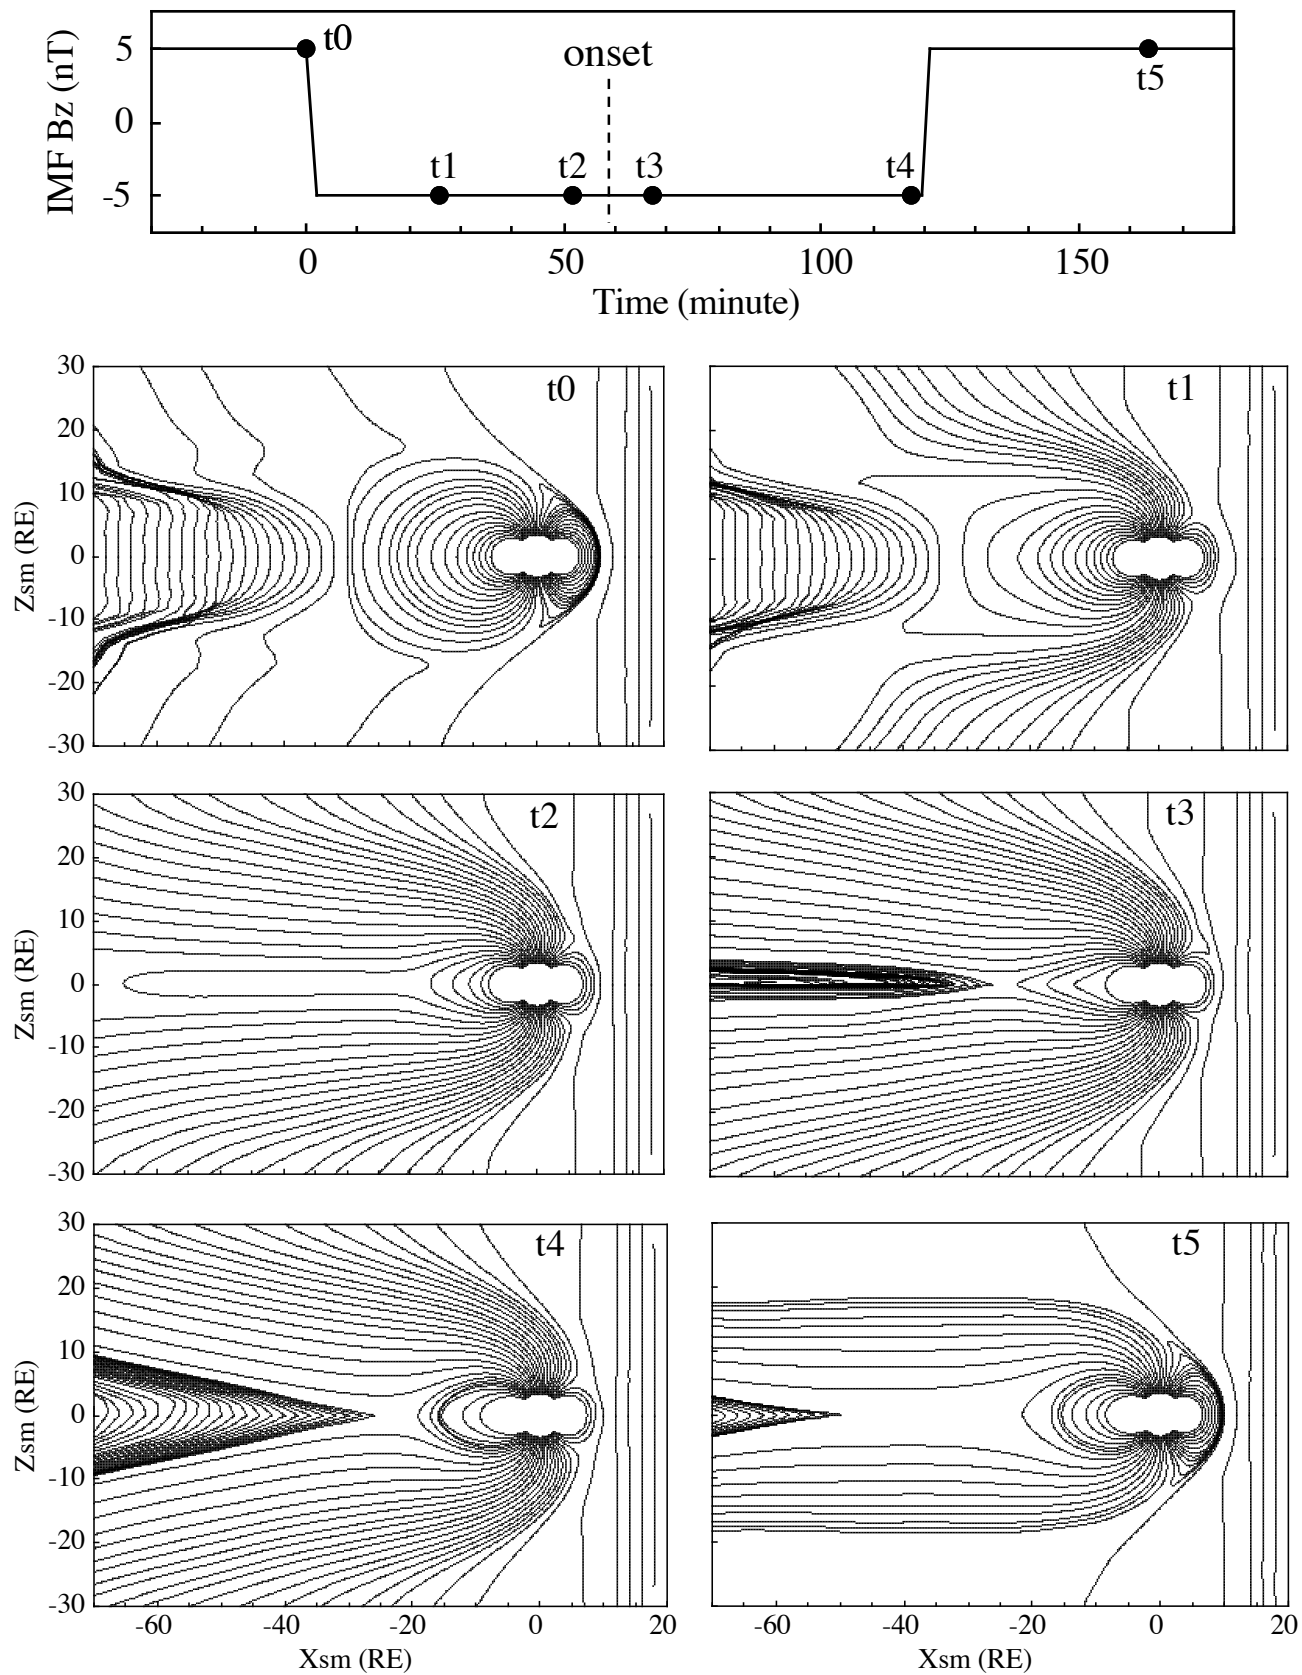 t0
5
onset
t5
IMF Bz (nT)
0
t1 t2 t3 t4
-5
0 50 100 150
Time (minute)
30
t0 t1
20
10
Zsm (RE)
0
-10
-20
-30
30
t2 t3
20
10
Zsm (RE)
0
-10
-20
-30
30
t4 t5
20
10
Zsm (RE)
0
-10
-20
-30
-60 -40 -20 0 20 -60 -40 -20 0 20
Xsm (RE) Xsm (RE)